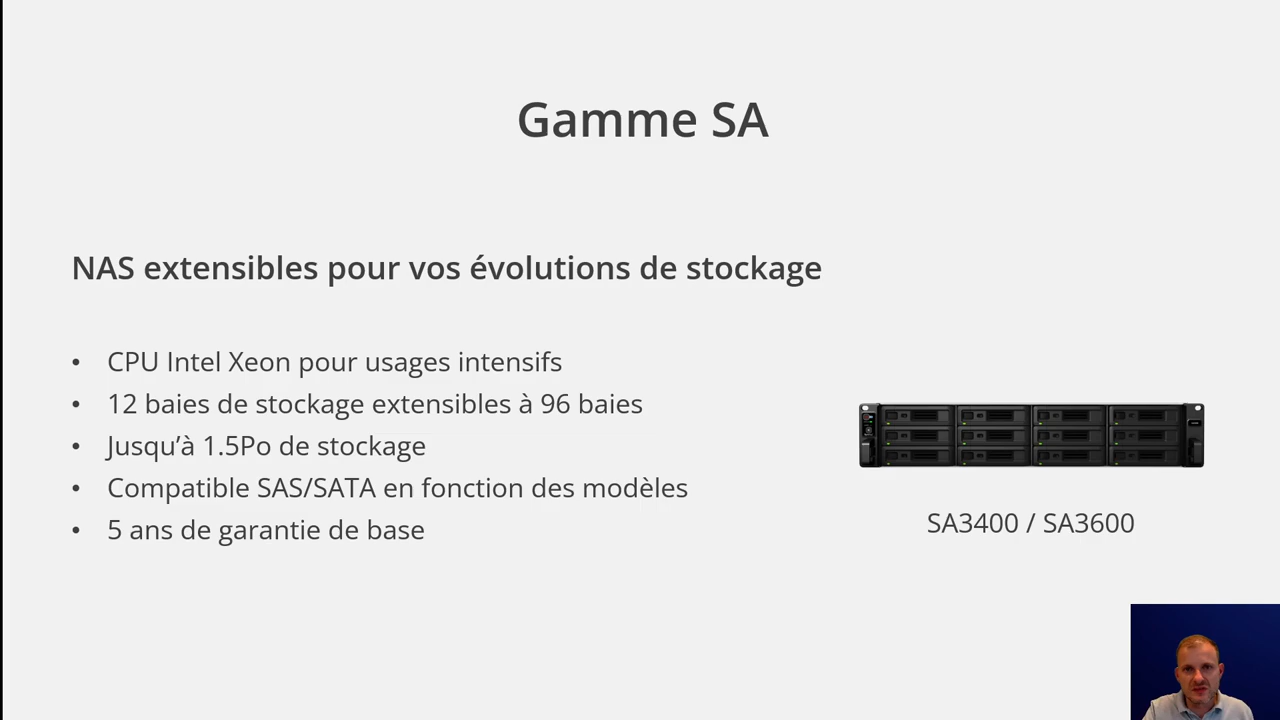 Gamme SA
NAS extensibles pour vos évolutions de stockage
• CPU Intel Xeon pour usages intensifs
• 12 baies de stockage extensibles à 96 baies
• Jusqu’à 1.5Po de stockage
• Compatible SAS/SATA en fonction des modèles
• 5 ans de garantie de base
SA3400 / SA3600